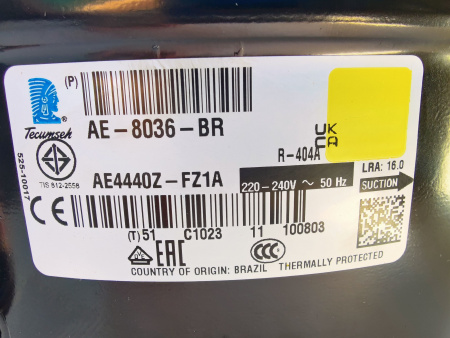 (P)
Tecumseh ®
AE-8036-BR
525-10017
UK CA
R-404A
TIS 812-2558
LRA: 16.0
AE4440Z-FZ1A
220-240V ~ 50 Hz
SUCTION
CE
(T) 51 C1023 11 100803
EAC
CCC
COUNTRY OF ORIGIN: BRAZIL THERMALLY PROTECTED